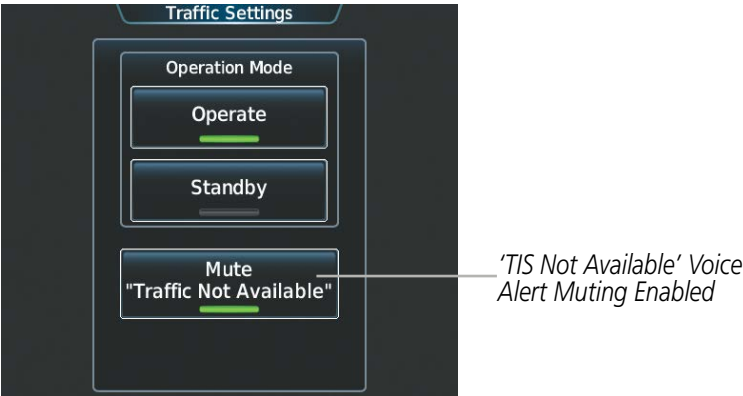 Traffic Settings
Operation Mode
Operate
Standby
Mute
"Traffic Not Available"
‘TIS Not Available’ Voice
Alert Muting Enabled